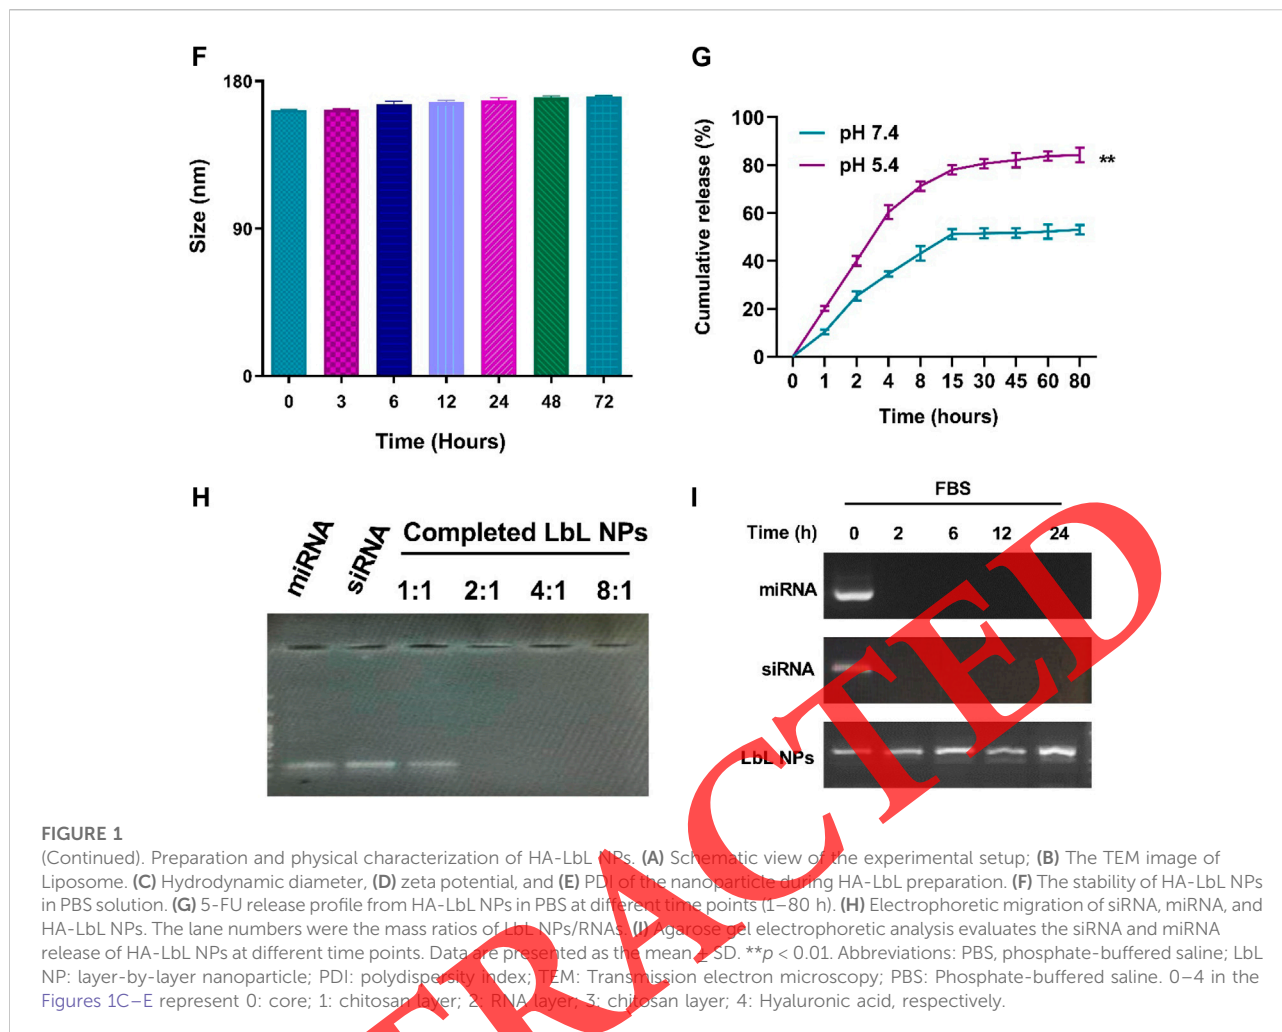 F
180
90
0
Size (nm)
0 3 6 12 24 48 72
Time (Hours)
G
100
80
60
40
20
0
Cumulative release (%)
pH 7.4
pH 5.4
**
0 1 2 4 8 15 30 45 60 80
Time (hours)
H
miRNA
siRNA
Completed LbL NPs
1:1 2:1 4:1 8:1
I
FBS
Time (h) 0 2 6 12 24
miRNA
siRNA
LbL NPs
FIGURE 1
(Continued). Preparation and physical characterization of HA-LbL NPs. (A) Schematic view of the experimental setup; (B) The TEM image of
Liposome. (C) Hydrodynamic diameter, (D) zeta potential, and (E) PDI of the nanoparticle during HA-LbL preparation. (F) The stability of HA-LbL NPs
in PBS solution. (G) 5-FU release profile from HA-LbL NPs in PBS at different time points (1–80 h). (H) Electrophoretic migration of siRNA, miRNA, and
HA-LbL NPs. The lane numbers were the mass ratios of LbL NPs/RNAs. (I) Agarose gel electrophoretic analysis evaluates the siRNA and miRNA
release of HA-LbL NPs at different time points. Data are presented as the mean ± SD. **p < 0.01. Abbreviations: PBS, phosphate-buffered saline; LbL
NP: layer-by-layer nanoparticle; PDI: polydispersity index; TEM: Transmission electron microscopy; PBS: Phosphate-buffered saline. 0–4 in the
Figures 1C–E represent 0: core; 1: chitosan layer; 2: RNA layer; 3: chitosan layer; 4: Hyaluronic acid, respectively.
TRACTED